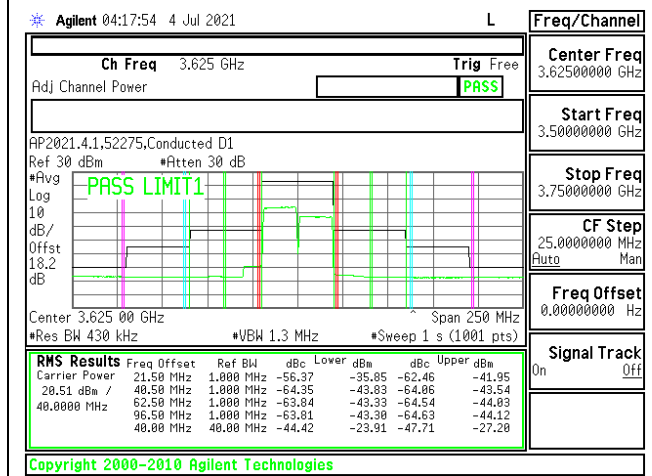 Agilent 04:17:54 4 Jul 2021 L
Freq/Channel
Ch Freq 3.625 GHz Trig Free
Adj Channel Power PASS
AP2021.4.1,52275,Conducted D1
Ref 30 dBm #Atten 30 dB
#Avg
Log
10
dB/
Offst
18.2
dB
PASS LIMIT1
Center 3.625 00 GHz Span 250 MHz
#Res BW 430 kHz #VBW 1.3 MHz #Sweep 1 s (1001 pts)
RMS Results Freq Offset Ref BW dBc Lower dBm dBc Upper dBm
Carrier Power 21.50 MHz 1.000 MHz -56.37 -35.85 -62.46 -41.95
20.51 dBm / 40.50 MHz 1.000 MHz -64.35 -43.83 -64.06 -43.54
40.0000 MHz 62.50 MHz 1.000 MHz -63.84 -43.33 -64.54 -44.03
96.50 MHz 1.000 MHz -63.81 -43.30 -64.63 -44.12
40.00 MHz 40.00 MHz -44.42 -23.91 -47.71 -27.20
Center Freq
3.62500000 GHz
Start Freq
3.50000000 GHz
Stop Freq
3.75000000 GHz
CF Step
25.0000000 MHz
Auto Man
Freq Offset
0.00000000 Hz
Signal Track
On Off
Copyright 2000-2010 Agilent Technologies